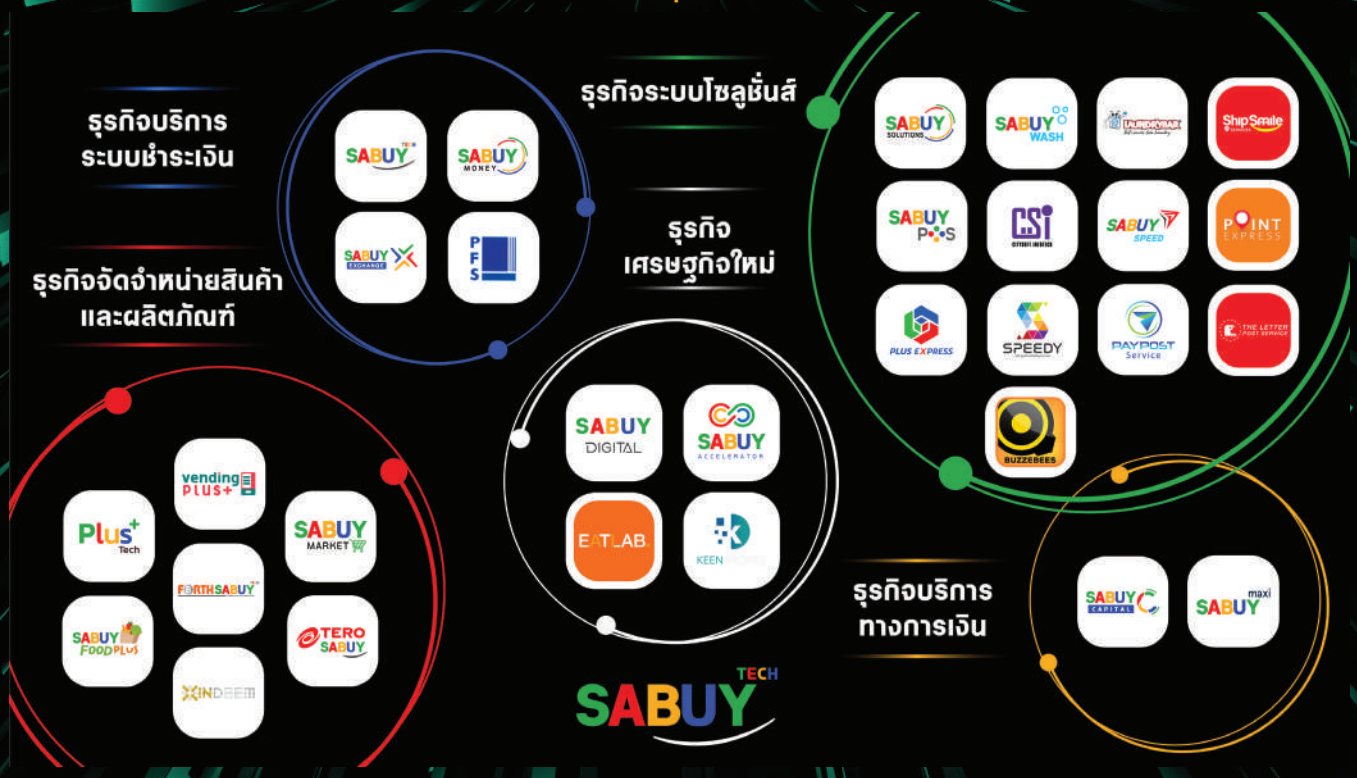 ธุรกิจบริการ
ระบบชำระเงิน
SABUY TECH
SABUY
MONEY
SABUY
EXCHANGE
PFS
ธุรกิจระบบโซลูชั่นส์
SABUY
SOLUTIONS
SABUY
WASH
LAUNDRYBAR
ShipSmile
SERVICES
SABUY
POS
CSI
CITYSOFT INFOTECH
SABUY
SPEED
POINT
EXPRESS
PLUS EXPRESS
SPEEDY
PAYPOST
Service
THE LETTER
POST SERVICE
BUZZEBEES
ธุรกิจ
เศรษฐกิจใหม่
SABUY
DIGITAL
SABUY
ACCELERATOR
EATLAB.
KEEN
ธุรกิจจัดจำหน่ายสินค้า
และผลิตภัณฑ์
vending
PLUS+
Plus+
Tech
SABUY
MARKET
FORTH SABUY
SABUY
FOOD PLUS
TERO
SABUY
XINDEEM
ธุรกิจบริการ
ทางการเงิน
SABUY
CAPITAL
SABUY maxi
SABUY TECH